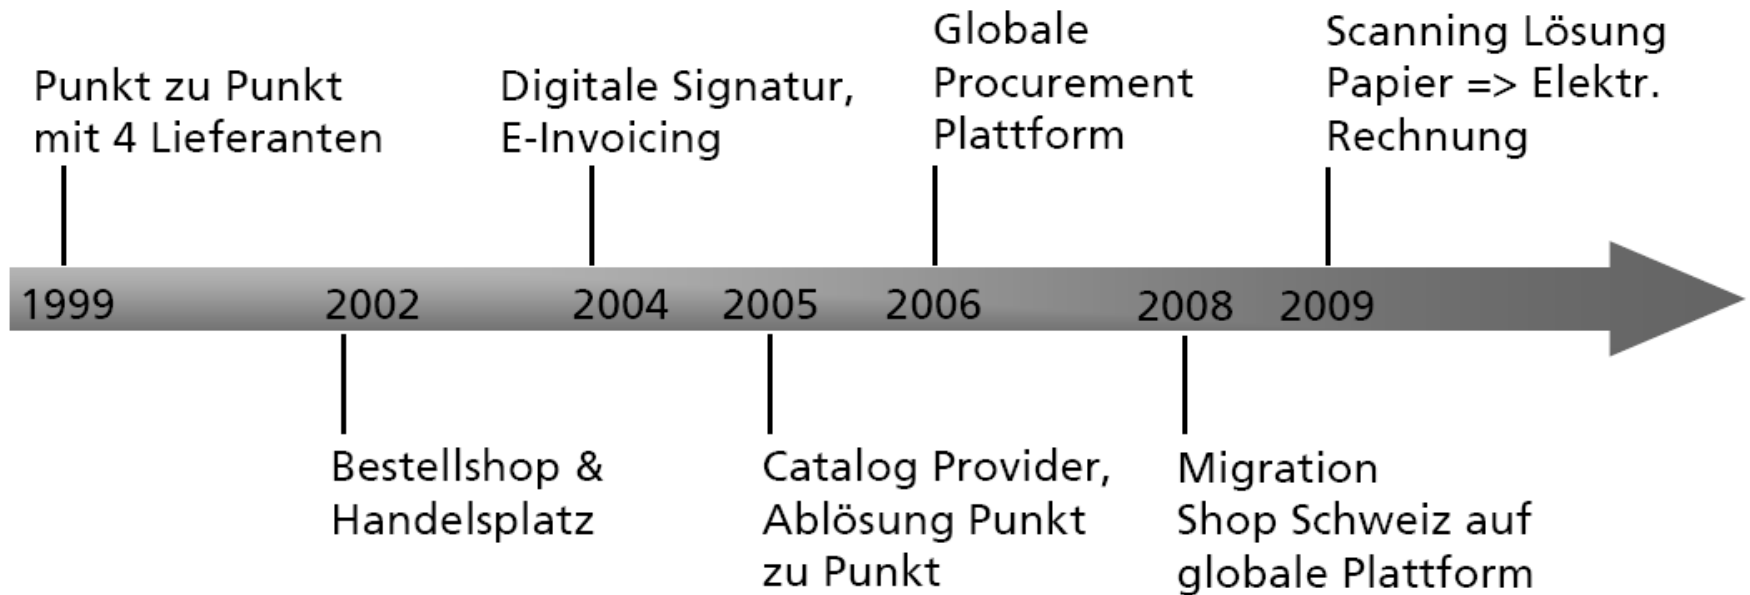 Punkt zu Punkt
mit 4 Lieferanten
Digitale Signatur,
E-Invoicing
Globale
Procurement
Plattform
Scanning Lösung
Papier => Elektr.
Rechnung
1999
2002
2004
2005
2006
2008
2009
Bestellshop &
Handelsplatz
Catalog Provider,
Ablösung Punkt
zu Punkt
Migration
Shop Schweiz auf
globale Plattform